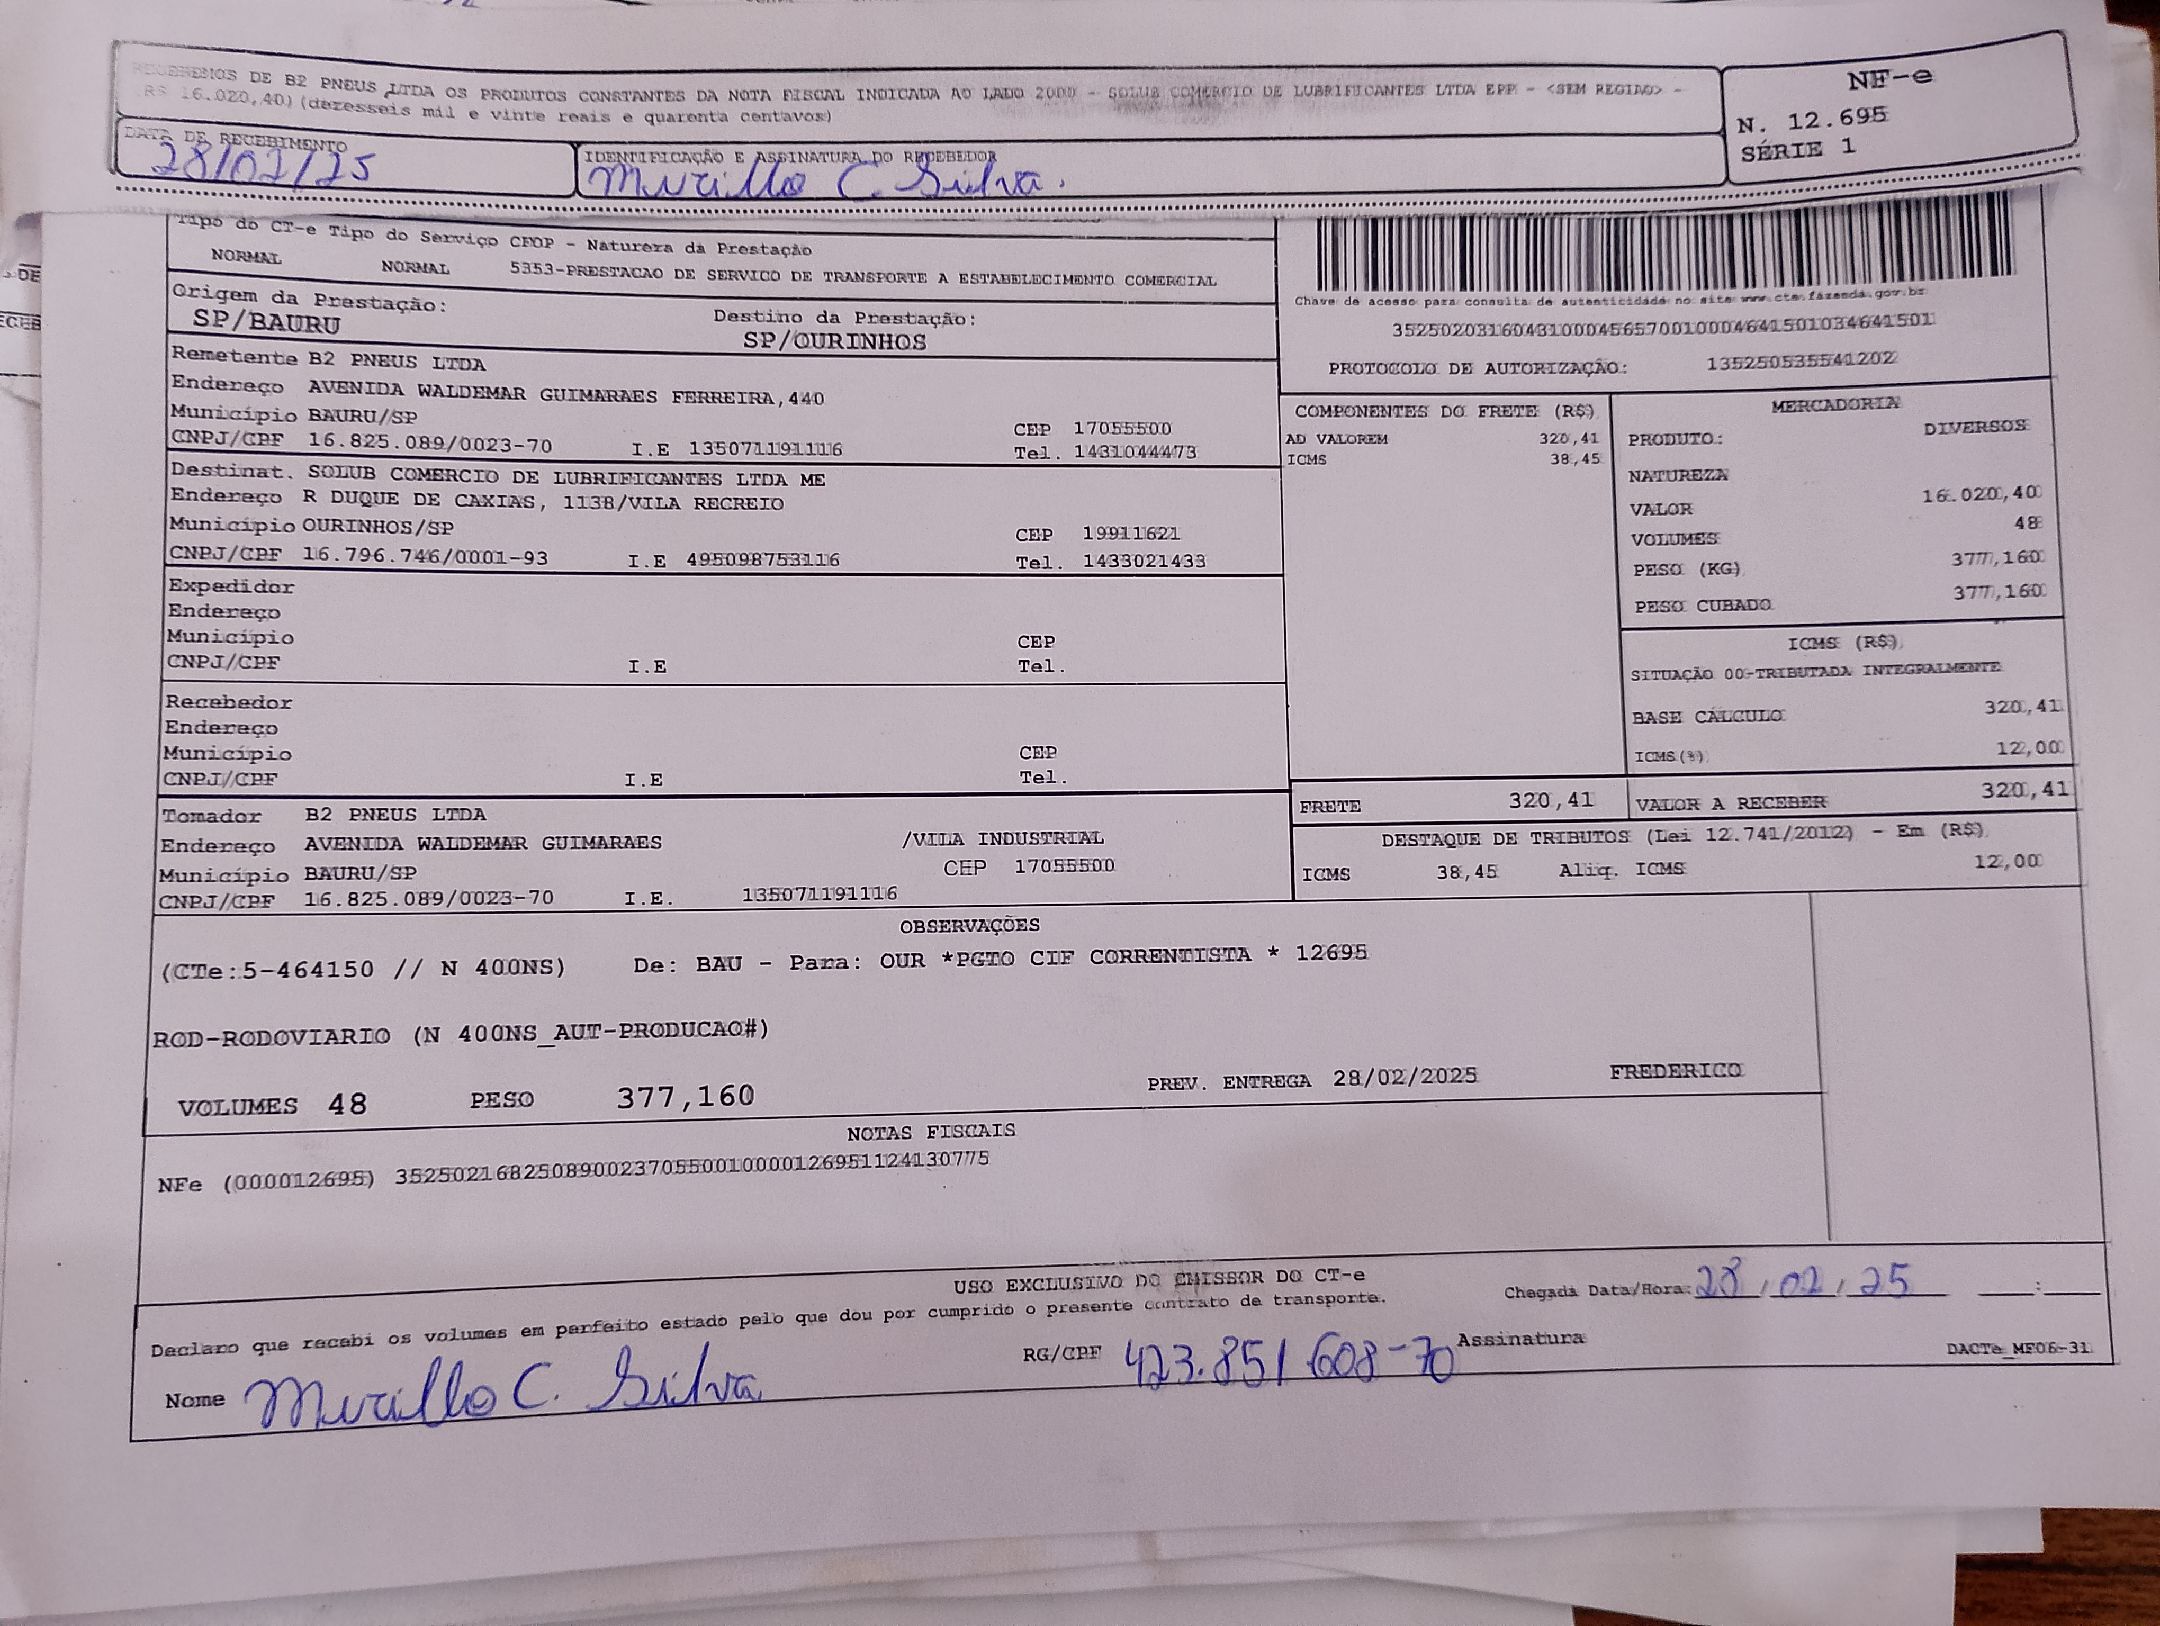 RECEBEMOS DE B2 PNEUS LTDA OS PRODUTOS CONSTANTES DA NOTA FISCAL INDICADA AO LADO 2000 - SOLUB COMERCIO DE LUBRIFICANTES LTDA EPP - <SEM REGIAO> -
R$ 16.020,40) (dezesseis mil e vinte reais e quarenta centavos)
NF-e
N. 12.695
SÉRIE 1
DATA DE RECEBIMENTO
28/02/25
IDENTIFICAÇÃO E ASSINATURA DO RECEBEDOR
Murillo C. Silva.
Tipo do CT-e Tipo do Serviço CFOP - Natureza da Prestação
NORMAL NORMAL 5353-PRESTACAO DE SERVICO DE TRANSPORTE A ESTABELECIMENTO COMERCIAL
Origem da Prestação: Destino da Prestação:
SP/BAURU SP/OURINHOS
Chave de acesso para consulta de autenticidade no site www.cte.fazenda.gov.br
35250203160431000456570010004641501034641501
PROTOCOLO DE AUTORIZAÇÃO: 135250535541202
Remetente B2 PNEUS LTDA
Endereço AVENIDA WALDEMAR GUIMARAES FERREIRA,440
Município BAURU/SP CEP 17055500
CNPJ/CPF 16.825.089/0023-70 I.E 135071191116 Tel. 1431044473
Destinat. SOLUB COMERCIO DE LUBRIFICANTES LTDA ME
Endereço R DUQUE DE CAXIAS, 1138/VILA RECREIO
Município OURINHOS/SP CEP 19911621
CNPJ/CPF 16.796.746/0001-93 I.E 495098753116 Tel. 1433021433
Expedidor
Endereço
Município CEP
CNPJ/CPF I.E Tel.
Recebedor
Endereço
Município CEP
CNPJ/CPF I.E Tel.
Tomador B2 PNEUS LTDA
Endereço AVENIDA WALDEMAR GUIMARAES /VILA INDUSTRIAL
Município BAURU/SP CEP 17055500
CNPJ/CPF 16.825.089/0023-70 I.E. 135071191116
COMPONENTES DO FRETE (R$)
AD VALOREM 320,41
ICMS 38,45
MERCADORIA
PRODUTO: DIVERSOS
NATUREZA
VALOR 16.020,40
VOLUMES 48
PESO (KG) 377,160
PESO CUBADO 377,160
ICMS (R$)
SITUAÇÃO 00-TRIBUTADA INTEGRALMENTE
BASE CÁLCULO 320,41
ICMS(%) 12,00
FRETE 320,41 VALOR A RECEBER 320,41
DESTAQUE DE TRIBUTOS (Lei 12.741/2012) - Em (R$)
ICMS 38,45 Aliq. ICMS 12,00
OBSERVAÇÕES
(CTe:5-464150 // N 400NS) De: BAU - Para: OUR *PGTO CIF CORRENTISTA * 12695
ROD-RODOVIARIO (N 400NS_AUT-PRODUCAO#)
VOLUMES 48 PESO 377,160 PREV. ENTREGA 28/02/2025 FREDERICO
NOTAS FISCAIS
NFe (000012695) 35250216825089002370550010000126951124130775
USO EXCLUSIVO DO EMISSOR DO CT-e
Declaro que recebi os volumes em perfeito estado pelo que dou por cumprido o presente contrato de transporte.
Chegada Data/Hora: 28/02/25 :
Nome Murillo C. Silva RG/CPF 423.851608-70 Assinatura
DACTe_MF06-31